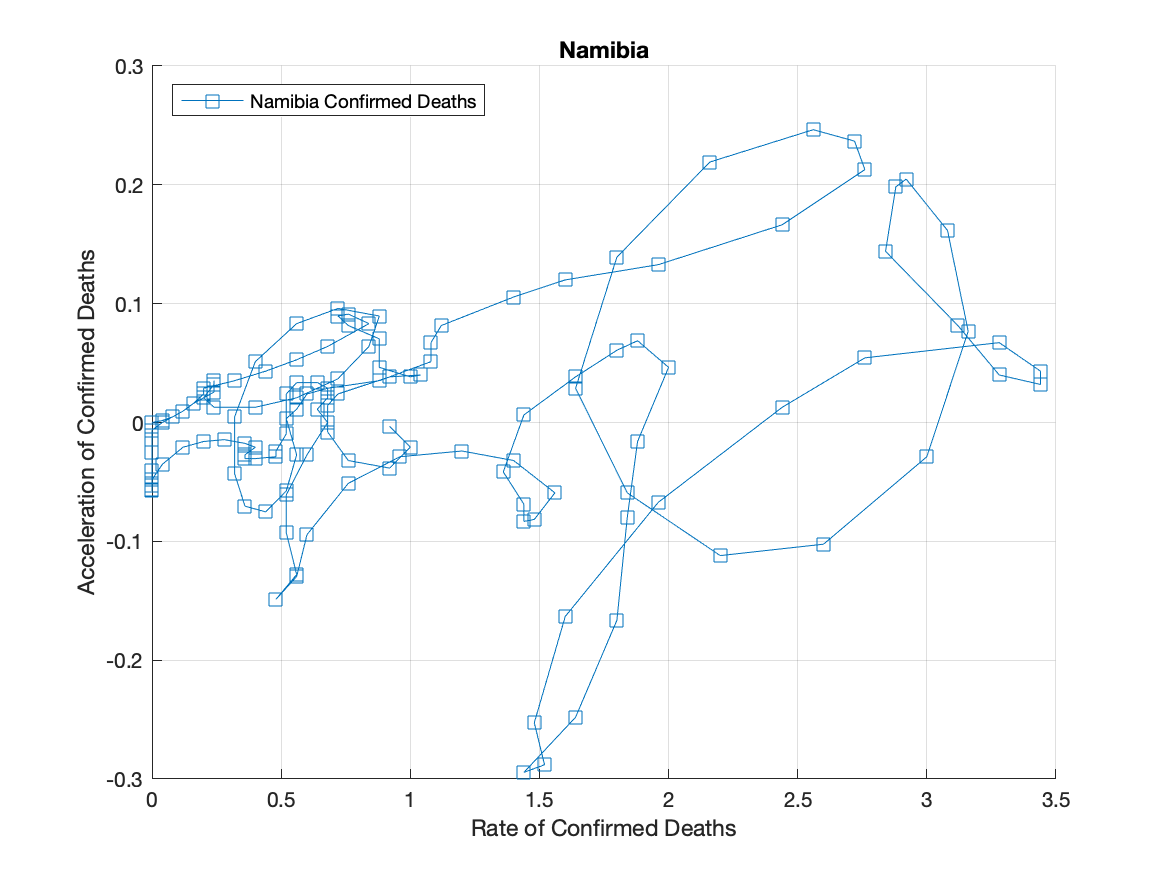 Namibia
Namibia Confirmed Deaths
0.3
0.2
0.1
0
-0.1
-0.2
-0.3
Acceleration of Confirmed Deaths
0 0.5 1 1.5 2 2.5 3 3.5
Rate of Confirmed Deaths